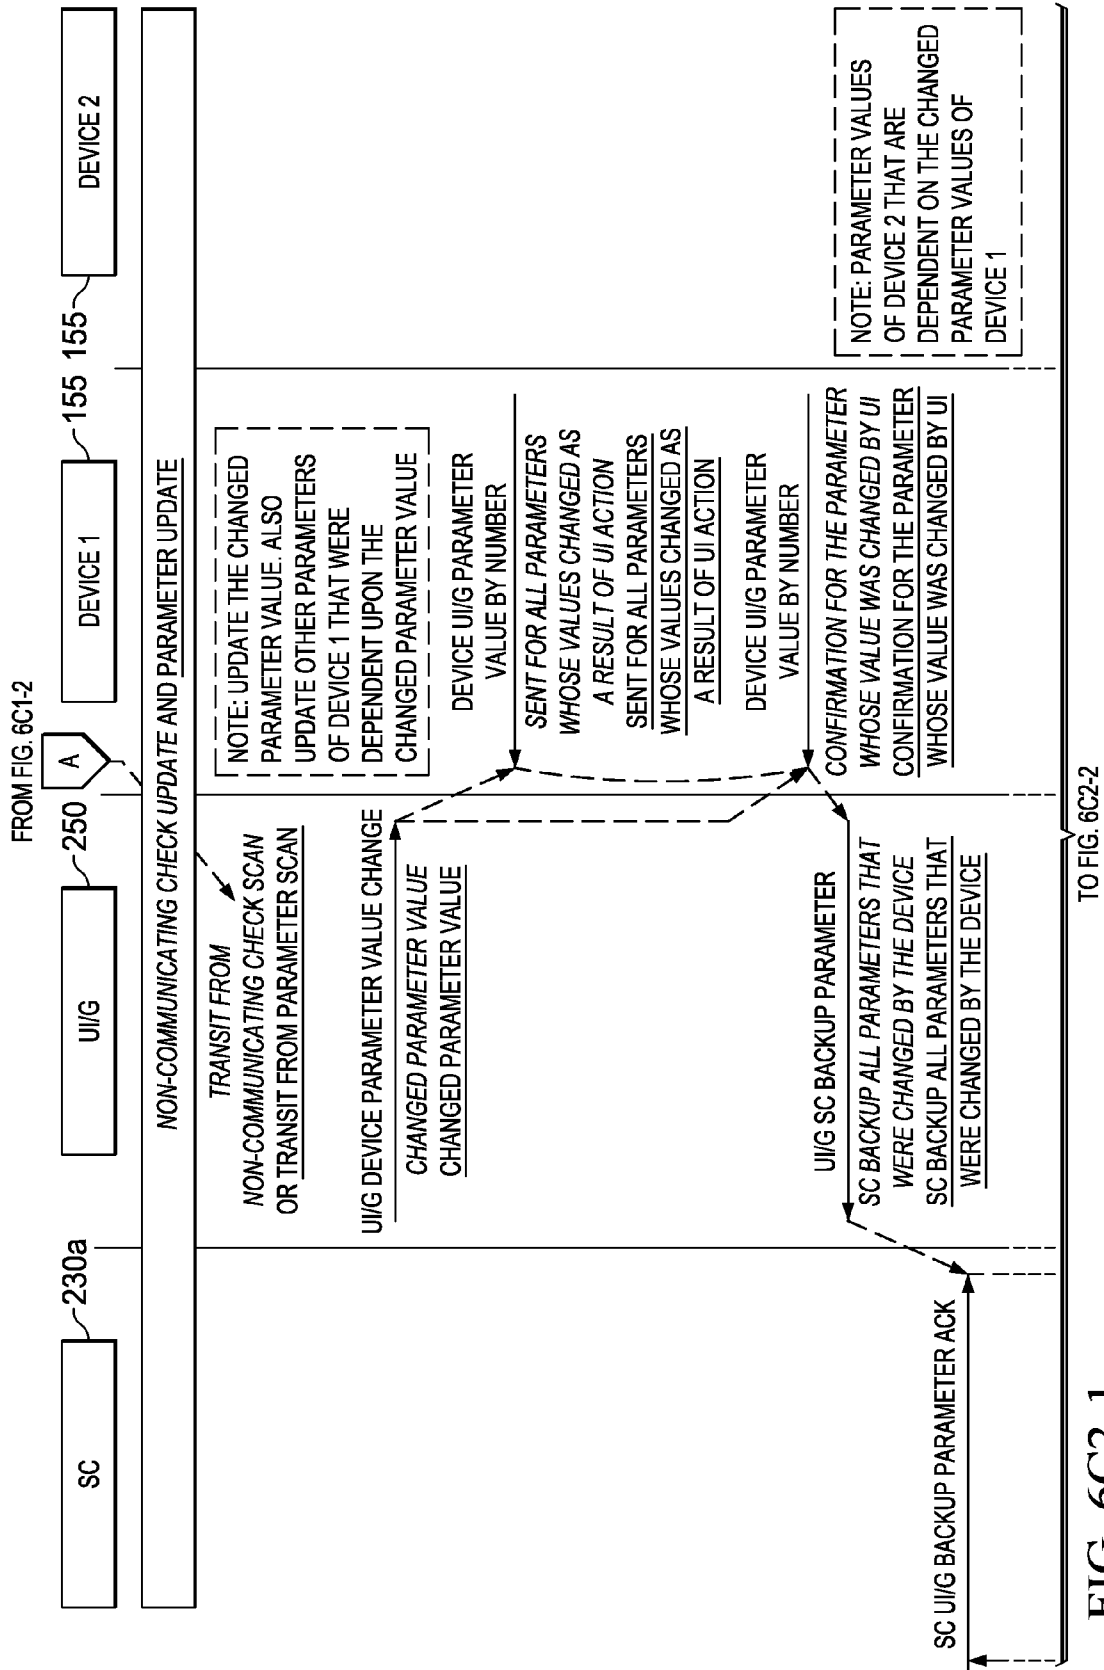 FROM FIG. 6C1-2
A
SC
230a
UI/G
250
DEVICE 1
155
155
DEVICE 2
NON-COMMUNICATING CHECK UPDATE AND PARAMETER UPDATE
TRANSIT FROM
NON-COMMUNICATING CHECK SCAN
OR TRANSIT FROM PARAMETER SCAN
NOTE: UPDATE THE CHANGED
PARAMETER VALUE. ALSO
UPDATE OTHER PARAMETERS
OF DEVICE 1 THAT WERE
DEPENDENT UPON THE
CHANGED PARAMETER VALUE
UI/G DEVICE PARAMETER VALUE CHANGE
CHANGED PARAMETER VALUE
CHANGED PARAMETER VALUE
DEVICE UI/G PARAMETER
VALUE BY NUMBER
SENT FOR ALL PARAMETERS
WHOSE VALUES CHANGED AS
A RESULT OF UI ACTION
SENT FOR ALL PARAMETERS
WHOSE VALUES CHANGED AS
A RESULT OF UI ACTION
DEVICE UI/G PARAMETER
VALUE BY NUMBER
CONFIRMATION FOR THE PARAMETER
WHOSE VALUE WAS CHANGED BY UI
CONFIRMATION FOR THE PARAMETER
WHOSE VALUE WAS CHANGED BY UI
NOTE: PARAMETER VALUES
OF DEVICE 2 THAT ARE
DEPENDENT ON THE CHANGED
PARAMETER VALUES OF
DEVICE 1
UI/G SC BACKUP PARAMETER
SC BACKUP ALL PARAMETERS THAT
WERE CHANGED BY THE DEVICE
SC BACKUP ALL PARAMETERS THAT
WERE CHANGED BY THE DEVICE
SC UI/G BACKUP PARAMETER ACK
TO FIG. 6C2-2
FIG. 6C2-1